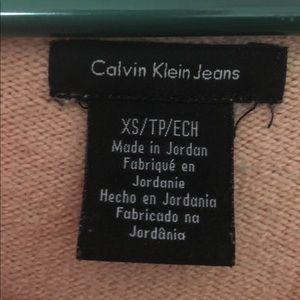 Calvin Klein Jeans
XS/TP/ECH
Made in Jordan
Fabriqué en
Jordanie
Hecho en Jordania
Fabricado na
Jordânia